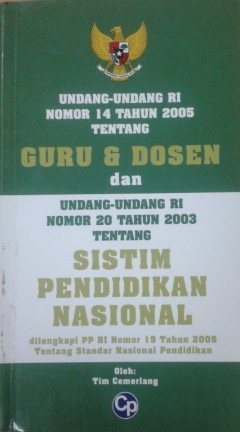 UNDANG-UNDANG RI
NOMOR 14 TAHUN 2005
TENTANG
GURU & DOSEN
dan
UNDANG-UNDANG RI
NOMOR 20 TAHUN 2003
TENTANG
SISTIM
PENDIDIKAN
NASIONAL
dilengkapi PP RI Nomor 19 Tahun 2005
Tentang Standar Nasional Pendidikan
Oleh:
Tim Cemerlang
Cp